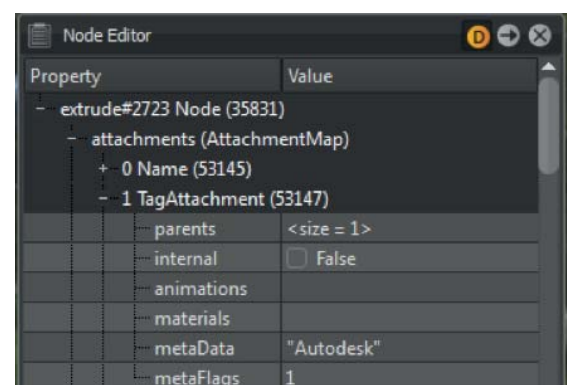 Node Editor D
Property Value
extrude#2723 Node (35831)
attachments (AttachmentMap)
0 Name (53145)
1 TagAttachment (53147)
parents <size = 1>
internal False
animations
materials
metaData "Autodesk"
metaFlags 1